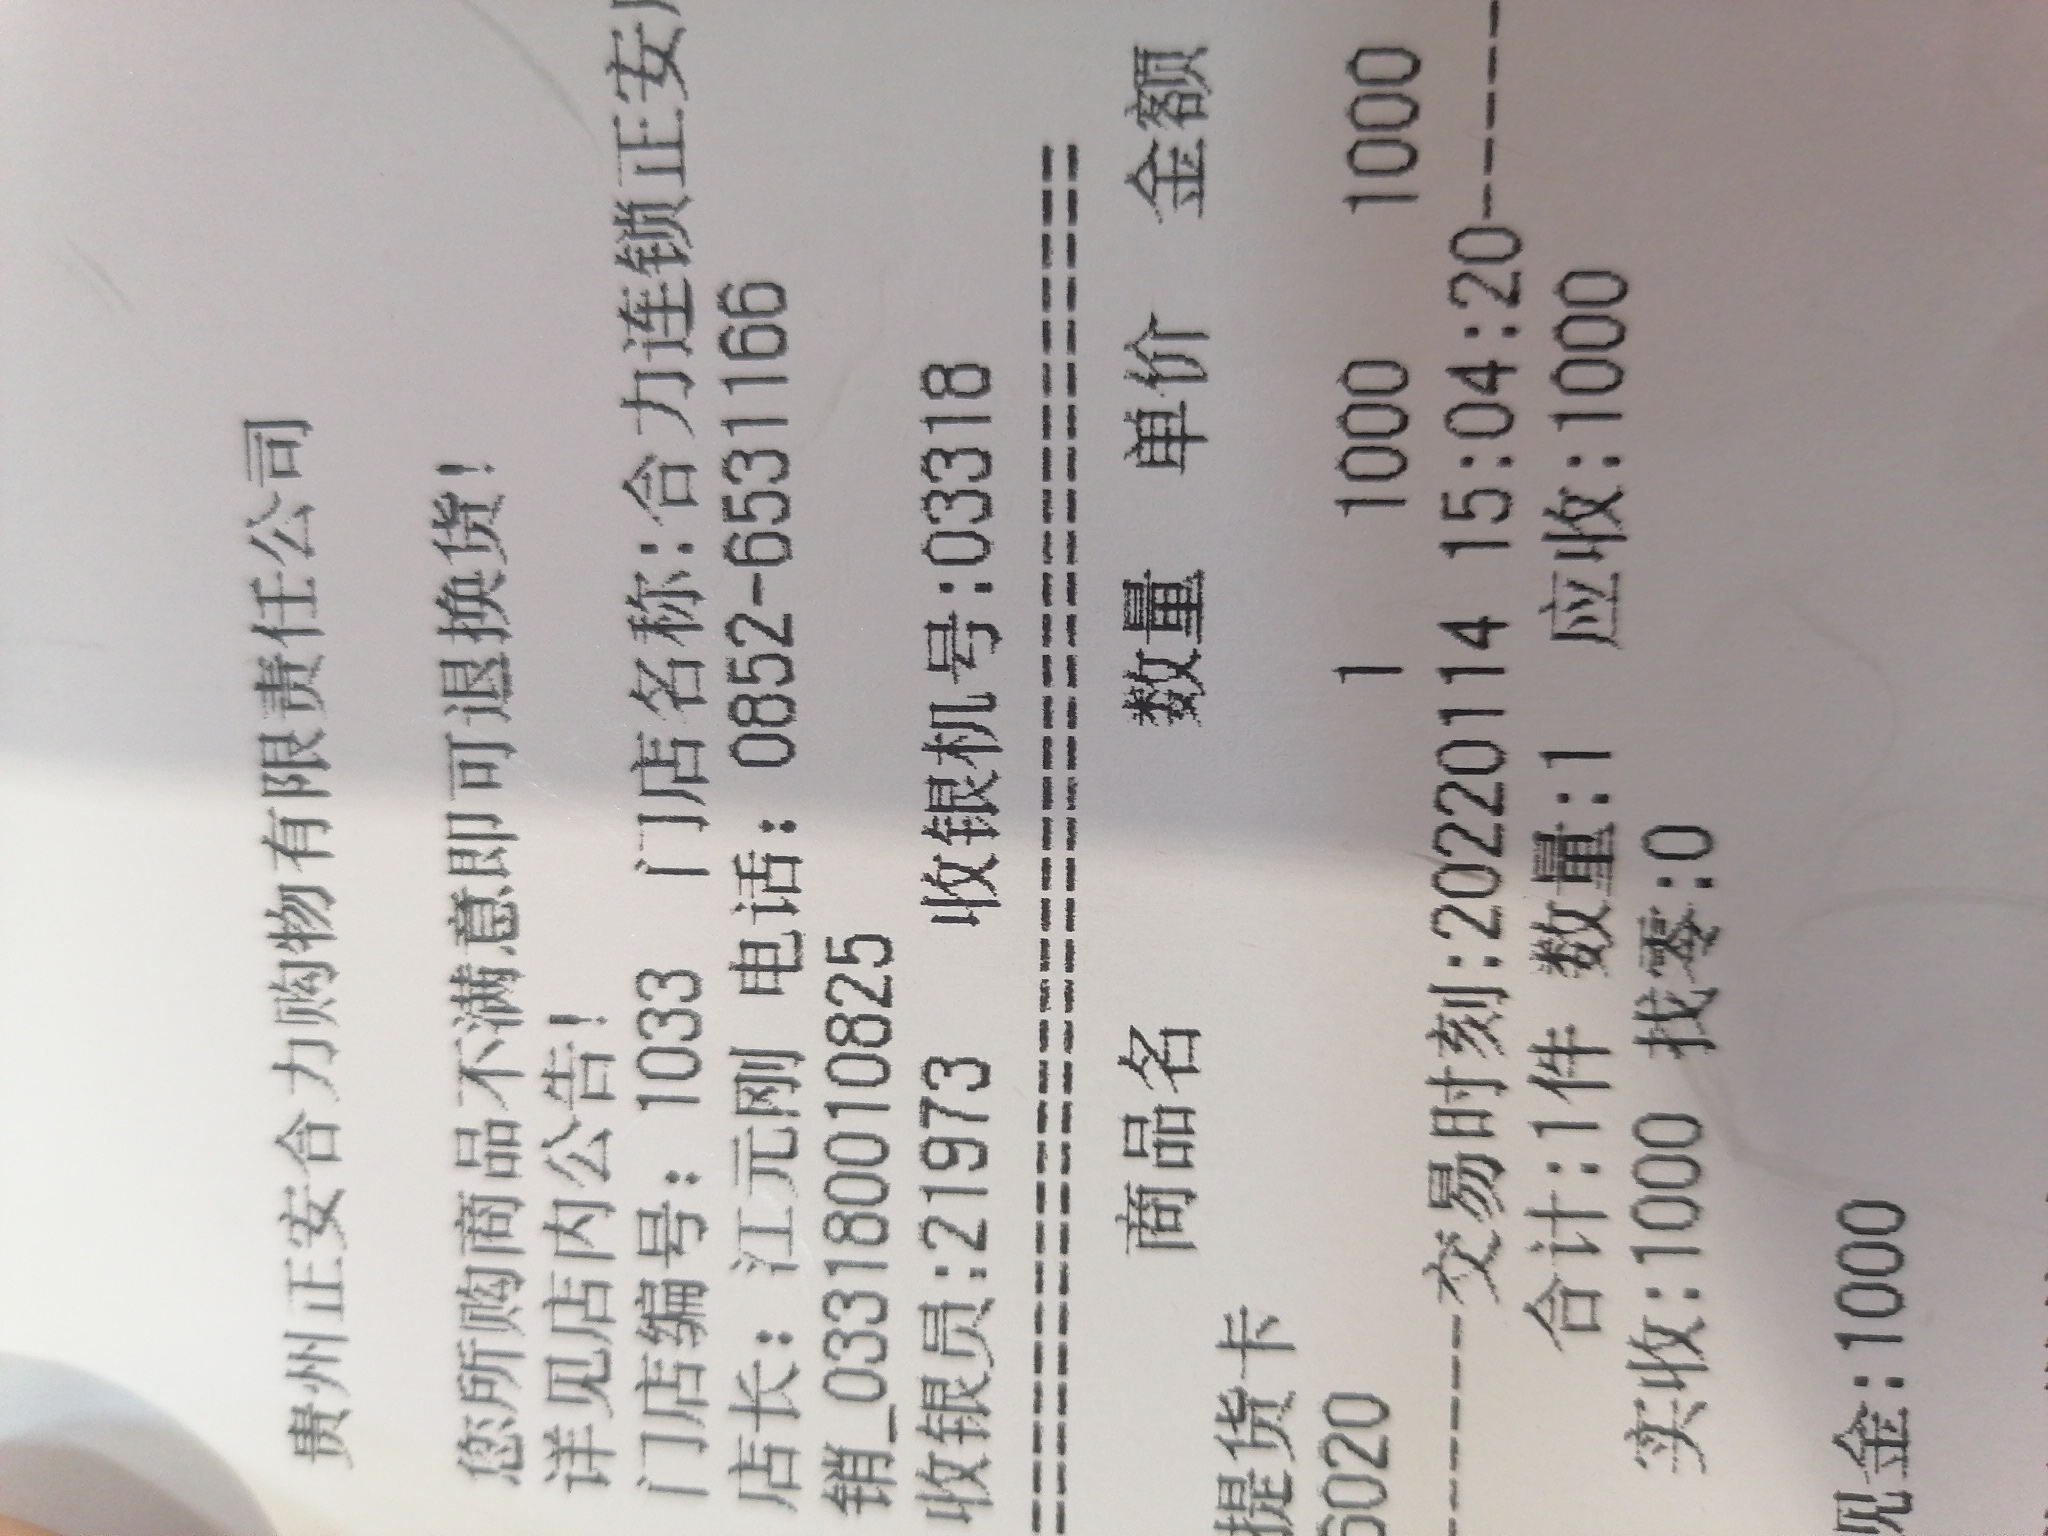 贵州正安合力购物有限责任公司
您所购商品不满意即可退换货!
详见店内公告!
门店编号: 1033 门店名称:合力连锁正安
店长: 江元刚 电话: 0852-6531166
销_033180010825
收银员:21973 收银机号:03318
商品名 数量 单价 金额
提货卡
6020 1 1000 1000
交易时刻:20220114 15:04:20
合计:1件 数量:1 应收:1000
实收:1000 找零:0
现金:1000